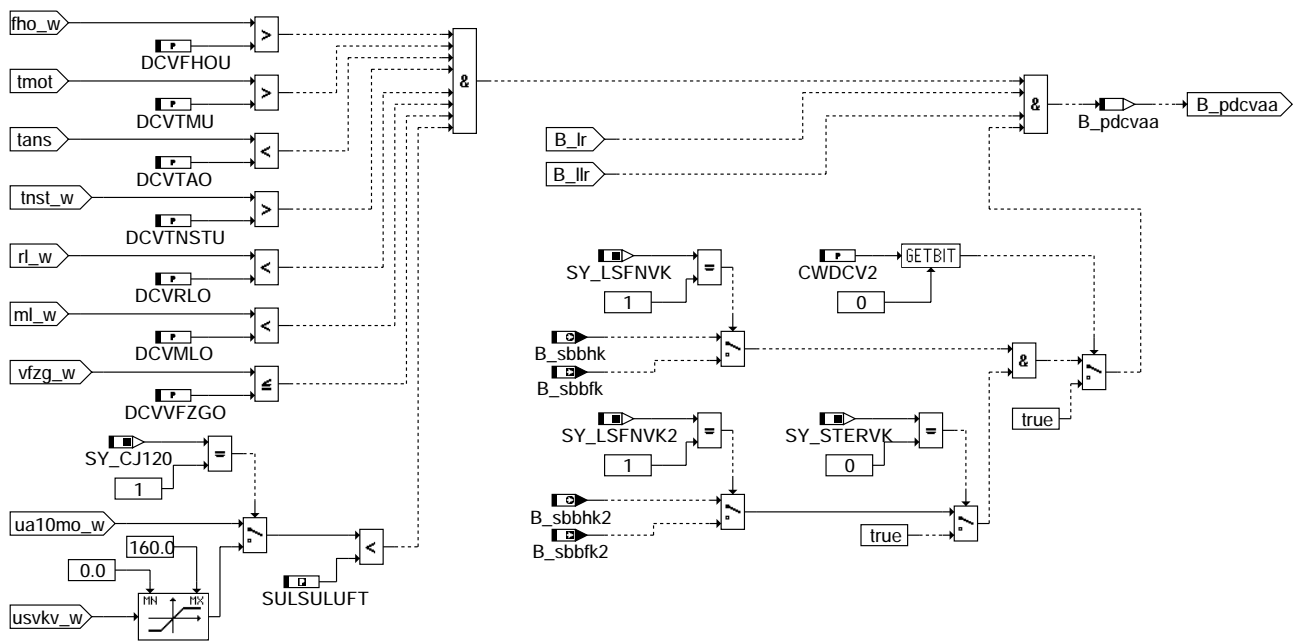 fho_w
>
DCVFHOU
tmot
>
DCVTMU
tans
<
DCVTAO
tnst_w
>
DCVTNSTU
rl_w
<
DCVRLO
ml_w
<
DCVMLO
vfzg_w
≤
DCVVFZGO
&
SY_CJ120
=
1
ua10mo_w
160.0
0.0
MN MX
usvkv_w
<
SULSULUFT
B_lr
B_llr
&
B_pdcvaa
B_pdcvaa
SY_LSFNVK
=
1
CWDCV2
GETBIT
0
B_sbbhk
B_sbbfk
&
true
SY_LSFNVK2
=
1
SY_STERVK
=
0
B_sbbhk2
B_sbbfk2
true